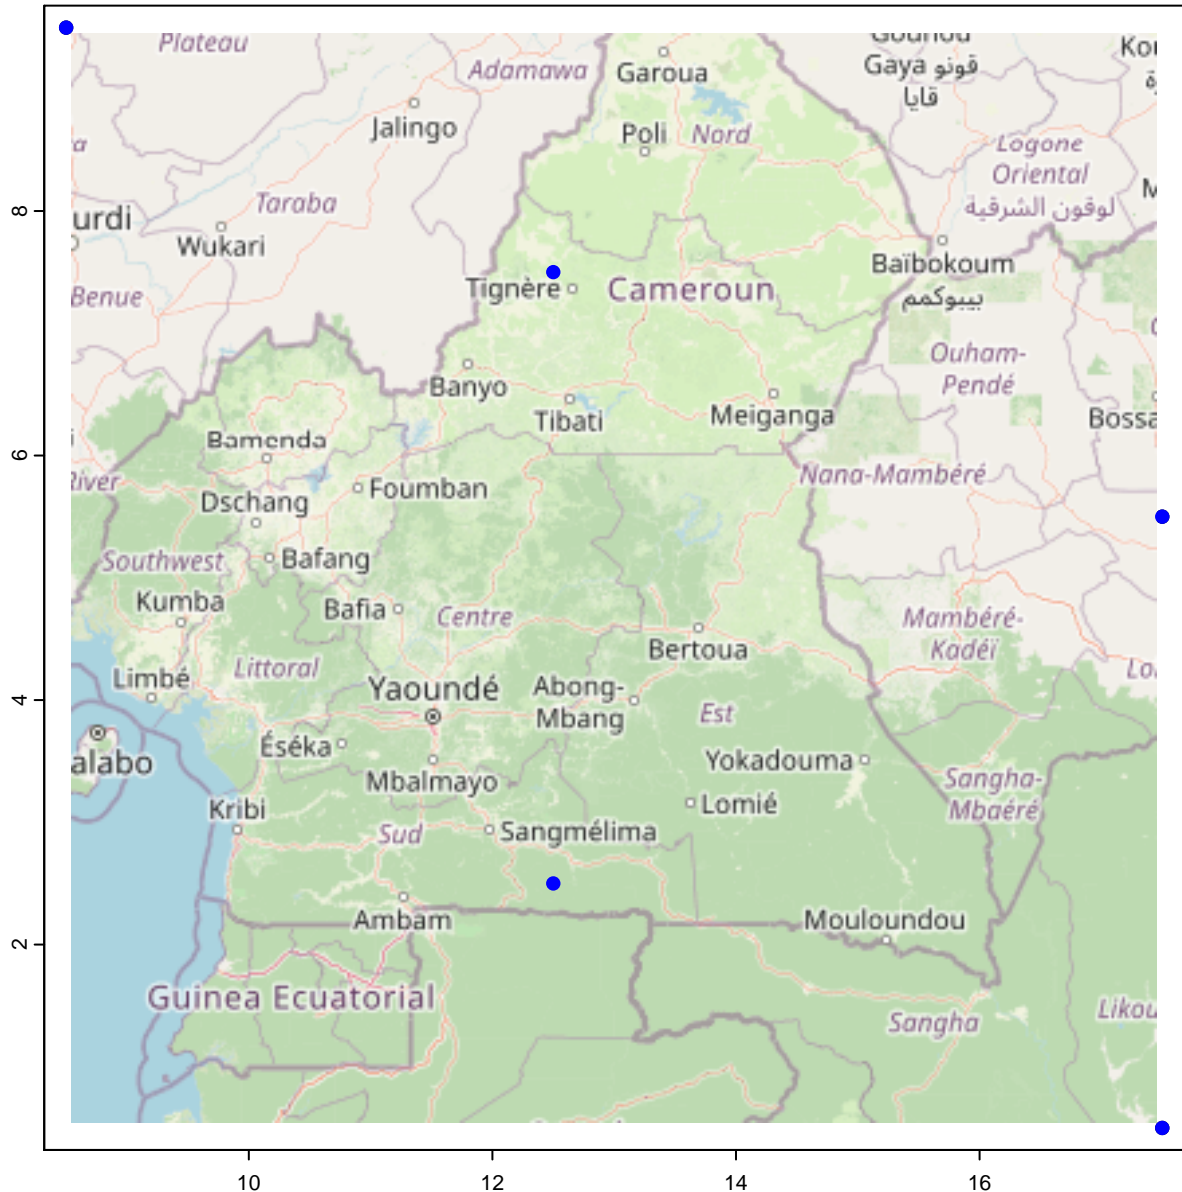 Plateau
Adamawa
Garoua
Gaya قونو
قايا
Jalingo
Poli
Nord
Logone
Oriental
لوقون الشرقية
Taraba
8
Wukari
Baïbokoum
بيبوكمم
Tignère
Cameroun
Benue
Ouham-
Pendé
Banyo
Tibati
Meiganga
Bamenda
6
River
Foumban
Nana-Mambéré
Dschang
Southwest
Bafang
Kumba
Bafia
Centre
Mambéré-
Kadéï
Bertoua
Littoral
Limbé
Yaoundé
Abong-
Mbang
4
Est
Éséka
Yokadouma
alabo
Mbalmayo
Sangha-
Mbaéré
Kribi
Lomié
Sud
Sangmélima
Ambam
Mouloundou
2
Guinea Ecuatorial
Sangha
Likou
10 12 14 16